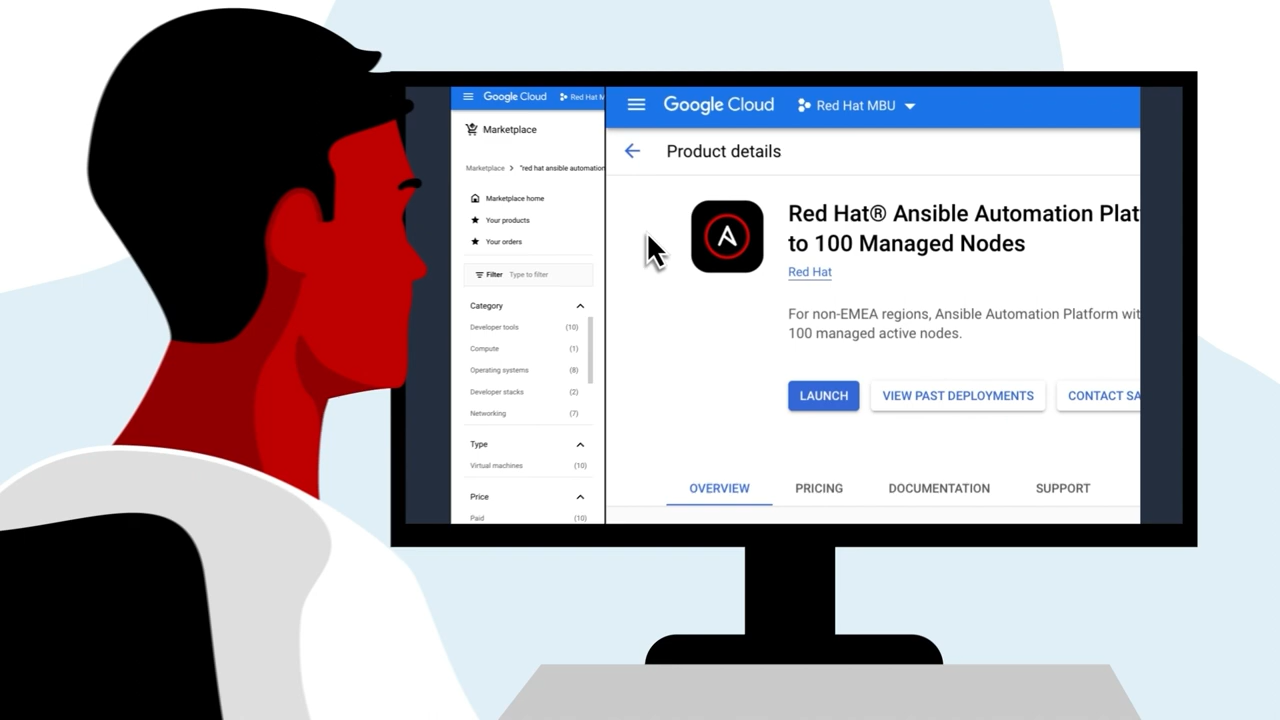 Google Cloud
Red Hat M
Marketplace
Marketplace > "red hat ansible automation
Marketplace home
Your products
Your orders
Filter Type to filter
Category
Developer tools (10)
Compute (1)
Operating systems (8)
Developer stacks (2)
Networking (7)
Type
Virtual machines (10)
Price
Paid (10)
Google Cloud
Red Hat MBU
Product details
Red Hat® Ansible Automation Plat
to 100 Managed Nodes
Red Hat
For non-EMEA regions, Ansible Automation Platform wit
100 managed active nodes.
LAUNCH
VIEW PAST DEPLOYMENTS
CONTACT SA
OVERVIEW
PRICING
DOCUMENTATION
SUPPORT